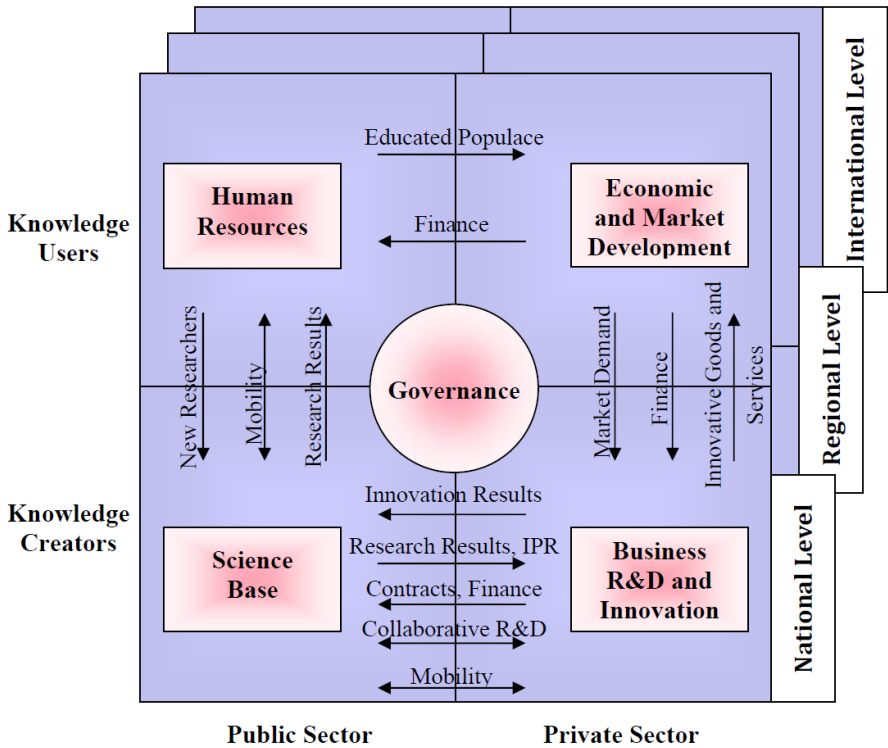 Educated Populace
Human
Resources
Economic
and Market
Development
Finance
Knowledge
Users
International Level
New Researchers
Mobility
Research Results
Governance
Market Demand
Finance
Innovative Goods and
Services
Regional Level
Knowledge
Creators
Innovation Results
Science
Base
Research Results, IPR
Contracts, Finance
Collaborative R&D
Mobility
Business
R&D and
Innovation
National Level
Public Sector
Private Sector